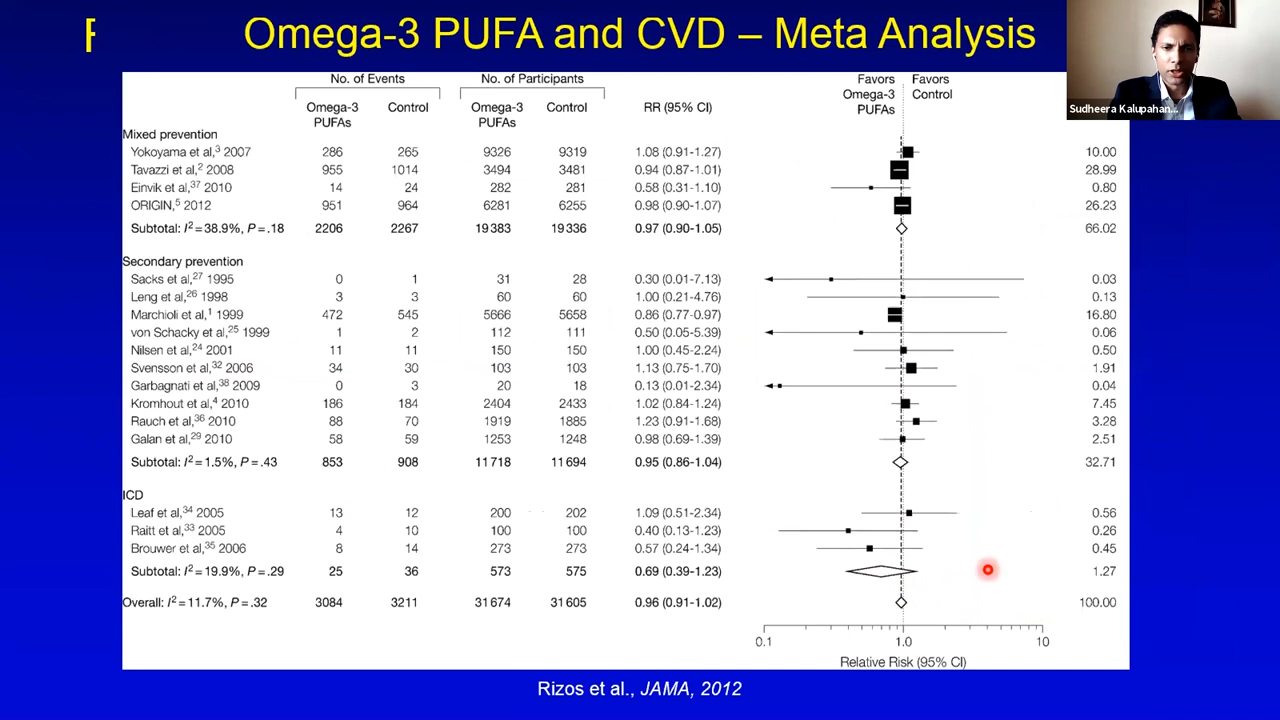 Omega-3 PUFA and CVD – Meta Analysis
Sudheera Kalupahan...
No. of Events No. of Participants Favors Omega-3 PUFAs Favors Control
Omega-3 PUFAs Control Omega-3 PUFAs Control RR (95% CI)
Mixed prevention
Yokoyama et al,3 2007 286 265 9326 9319 1.08 (0.91-1.27) 10.00
Tavazzi et al,2 2008 955 1014 3494 3481 0.94 (0.87-1.01) 28.99
Einvik et al,37 2010 14 24 282 281 0.58 (0.31-1.10) 0.80
ORIGIN,5 2012 951 964 6281 6255 0.98 (0.90-1.07) 26.23
Subtotal: I2 = 38.9%, P = .18 2206 2267 19 383 19 336 0.97 (0.90-1.05) 66.02
Secondary prevention
Sacks et al,27 1995 0 1 31 28 0.30 (0.01-7.13) 0.03
Leng et al,26 1998 3 3 60 60 1.00 (0.21-4.76) 0.13
Marchioli et al,1 1999 472 545 5666 5658 0.86 (0.77-0.97) 16.80
von Schacky et al,25 1999 1 2 112 111 0.50 (0.05-5.39) 0.06
Nilsen et al,24 2001 11 11 150 150 1.00 (0.45-2.24) 0.50
Svensson et al,32 2006 34 30 103 103 1.13 (0.75-1.70) 1.91
Garbagnati et al,38 2009 0 3 20 18 0.13 (0.01-2.34) 0.04
Kromhout et al,4 2010 186 184 2404 2433 1.02 (0.84-1.24) 7.45
Rauch et al,36 2010 88 70 1919 1885 1.23 (0.91-1.68) 3.28
Galan et al,29 2010 58 59 1253 1248 0.98 (0.69-1.39) 2.51
Subtotal: I2 = 1.5%, P = .43 853 908 11 718 11 694 0.95 (0.86-1.04) 32.71
ICD
Leaf et al,34 2005 13 12 200 202 1.09 (0.51-2.34) 0.56
Raitt et al,33 2005 4 10 100 100 0.40 (0.13-1.23) 0.26
Brouwer et al,35 2006 8 14 273 273 0.57 (0.24-1.34) 0.45
Subtotal: I2 = 19.9%, P = .29 25 36 573 575 0.69 (0.39-1.23) 1.27
Overall: I2 = 11.7%, P = .32 3084 3211 31 674 31 605 0.96 (0.91-1.02) 100.00
0.1 1.0 10
Relative Risk (95% CI)
Rizos et al., JAMA, 2012